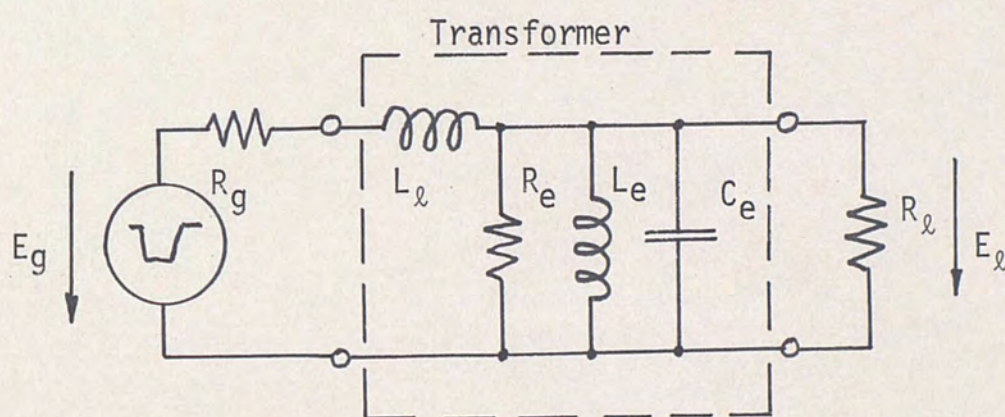 Transformer
R_g
L_ℓ
R_e
L_e
C_e
R_ℓ
E_g
E_ℓ